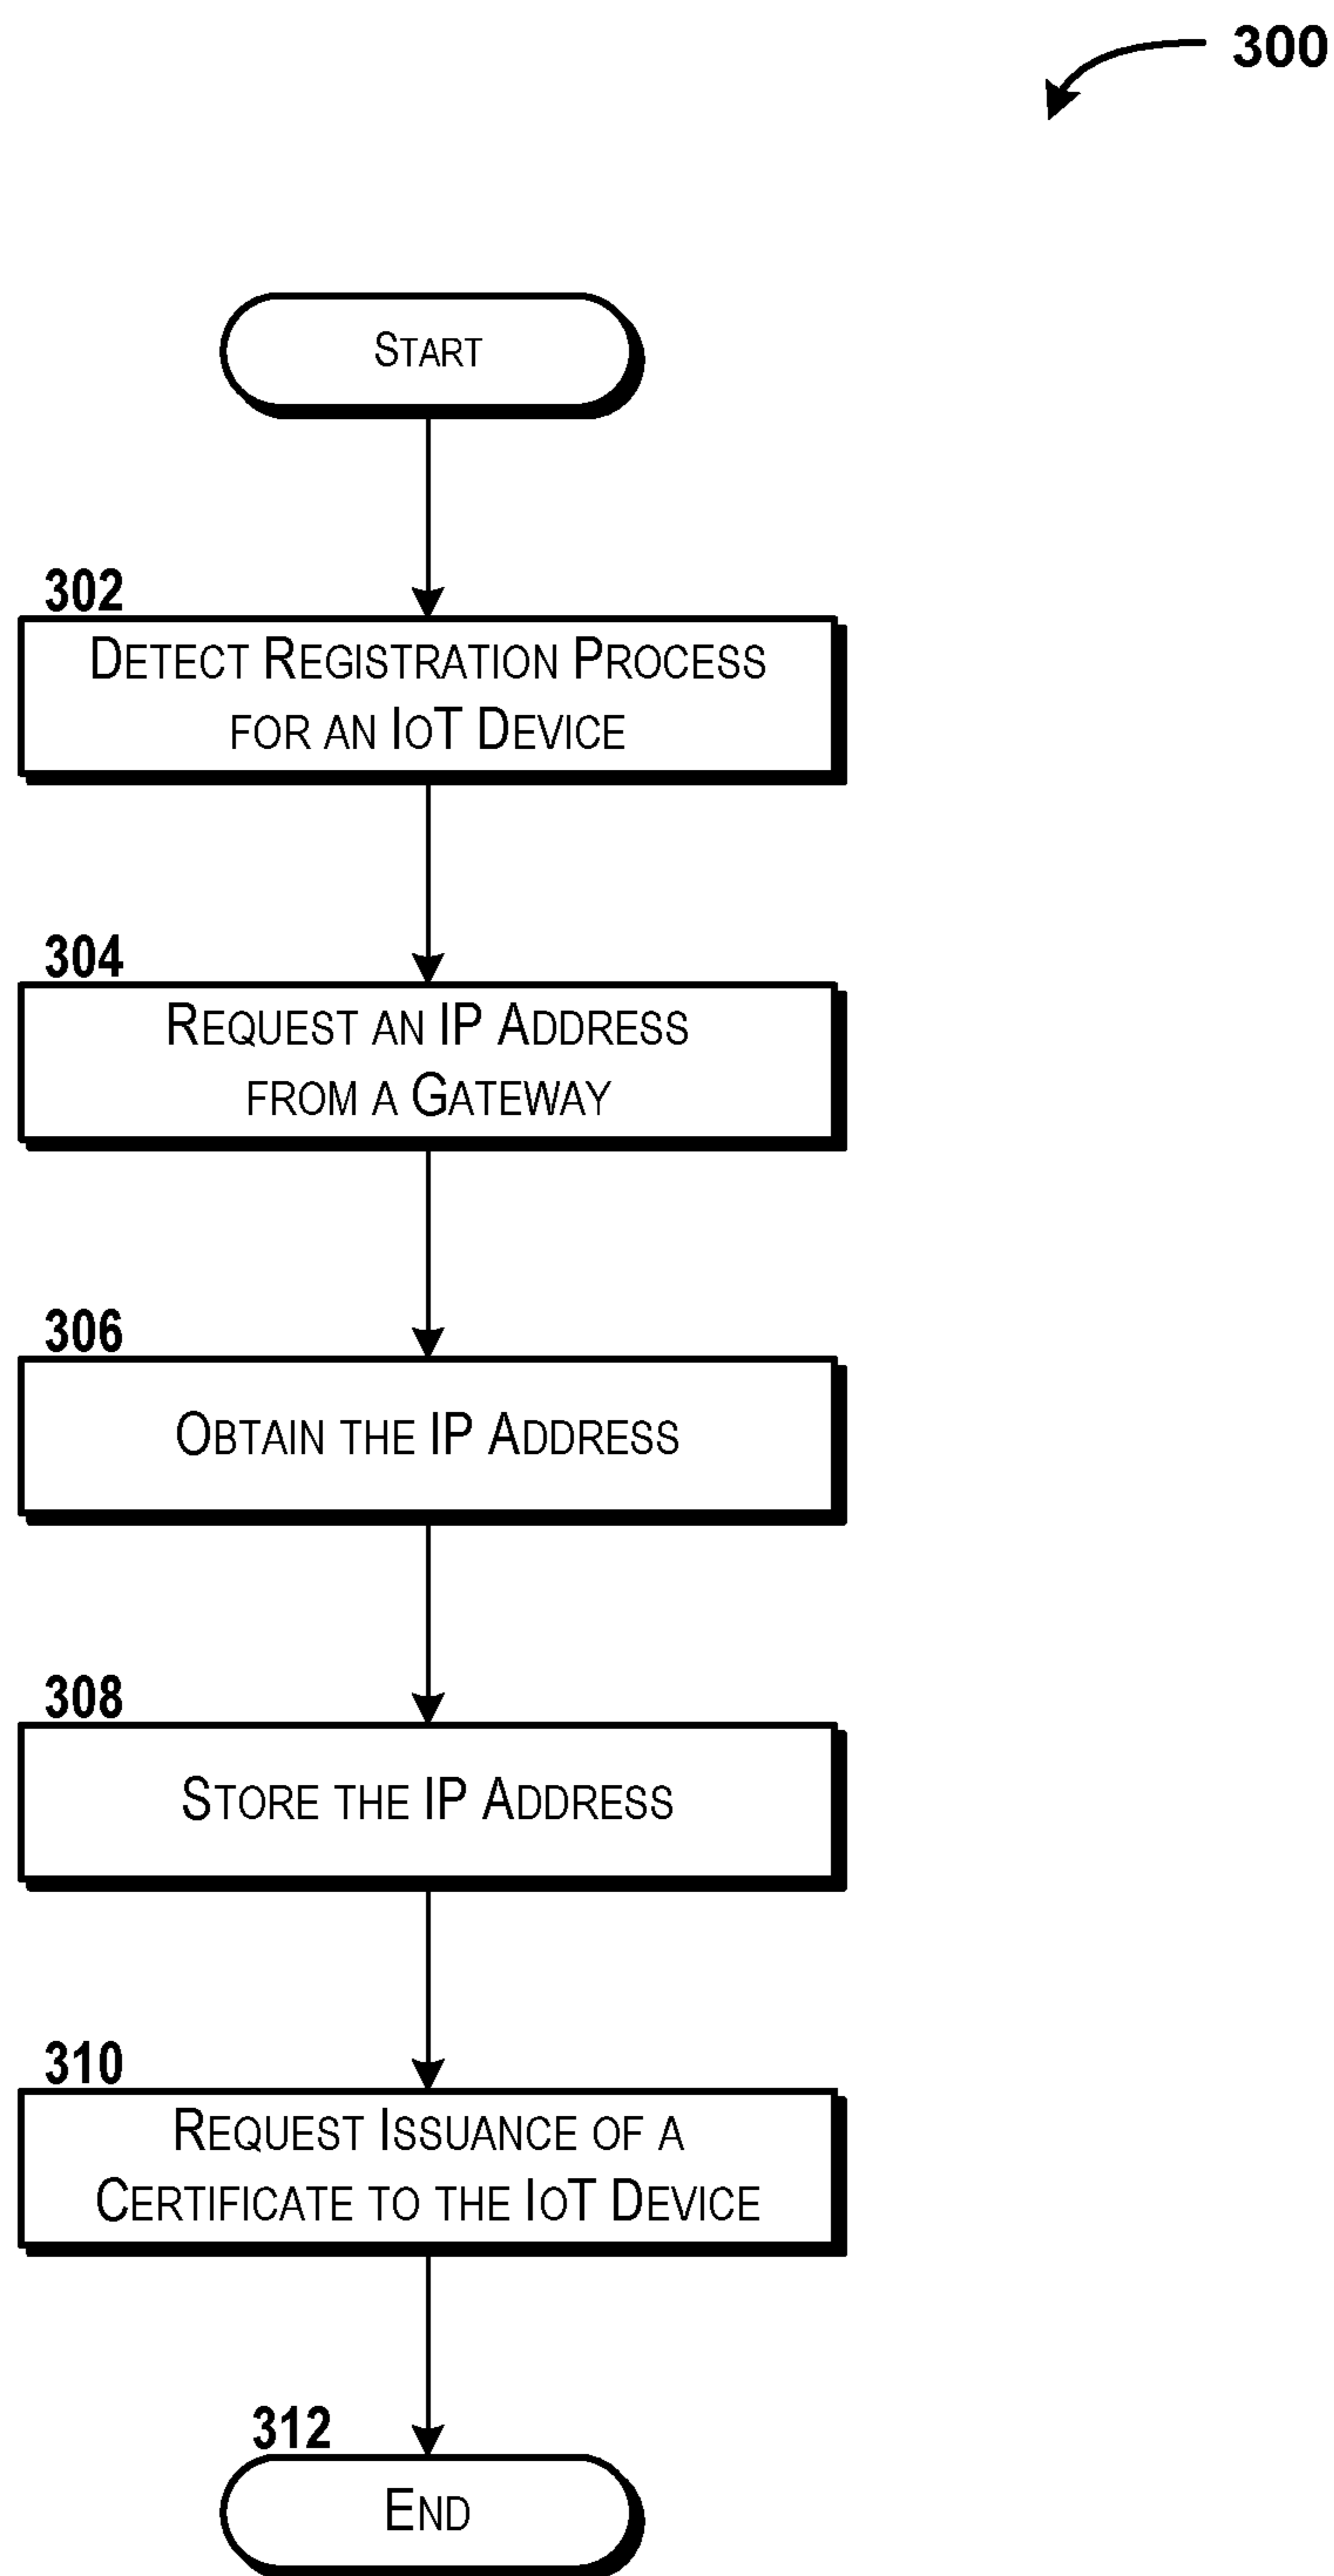 300
START
302
DETECT REGISTRATION PROCESS
FOR AN IOT DEVICE
304
REQUEST AN IP ADDRESS
FROM A GATEWAY
306
OBTAIN THE IP ADDRESS
308
STORE THE IP ADDRESS
310
REQUEST ISSUANCE OF A
CERTIFICATE TO THE IOT DEVICE
312
END